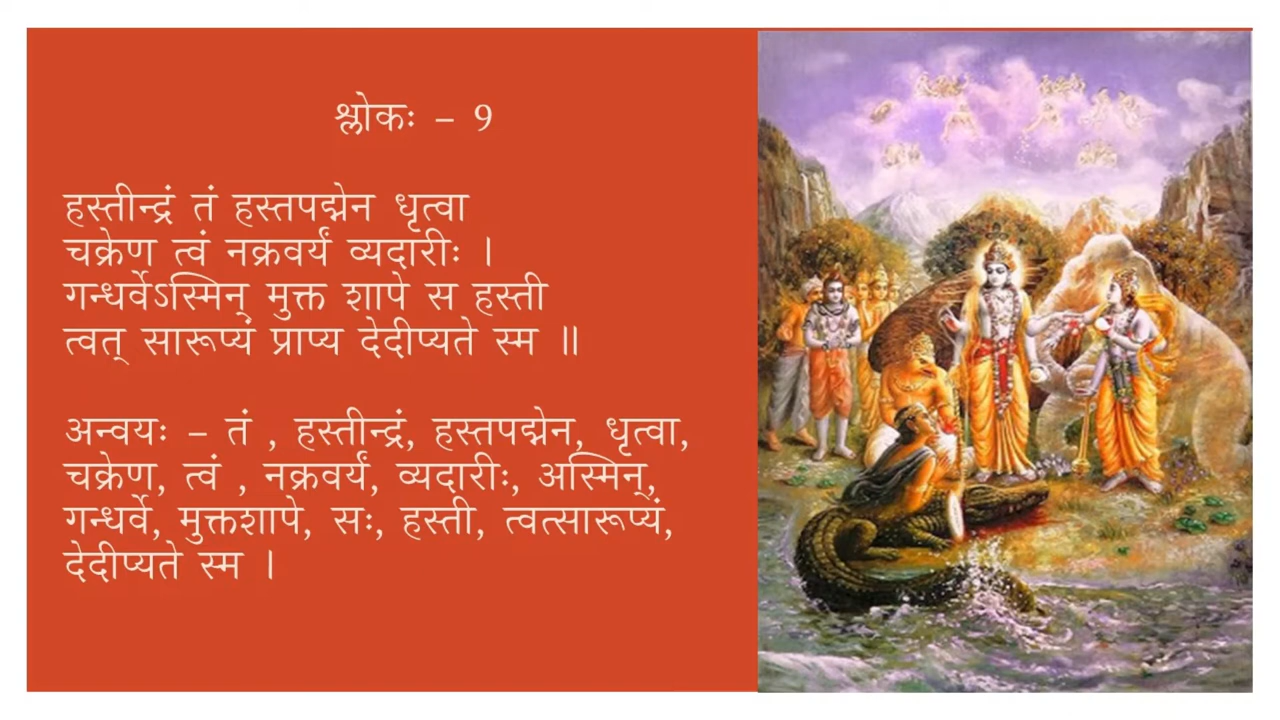 श्लोकः – 9
हस्तीन्द्रं तं हस्तपद्मेन धृत्वा
चक्रेण त्वं नक्रवर्यं व्यदारीः ।
गन्धर्वेऽस्मिन् मुक्त शापे स हस्ती
त्वत् सारूप्यं प्राप्य देदीप्यते स्म ॥
अन्वयः – तं , हस्तीन्द्रं, हस्तपद्मेन, धृत्वा,
चक्रेण, त्वं , नक्रवर्यं, व्यदारीः, अस्मिन्,
गन्धर्वे, मुक्तशापे, सः, हस्ती, त्वत्सारूप्यं,
देदीप्यते स्म ।